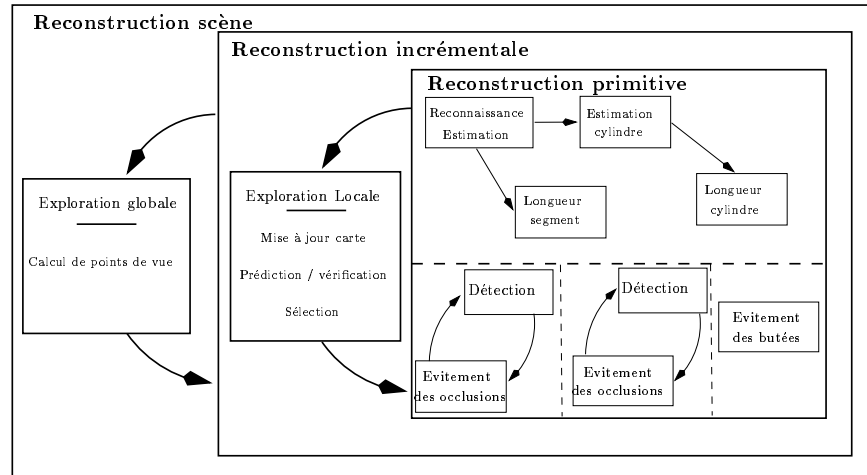 Reconstruction scène
Reconstruction incrémentale
Reconstruction primitive
Reconnaissance
Estimation
Estimation
cylindre
Longueur
segment
Longueur
cylindre
Exploration globale
Calcul de points de vue
Exploration Locale
Mise à jour carte
Prédiction / vérification
Sélection
Détection
Evitement
des occlusions
Détection
Evitement
des occlusions
Evitement
des butées